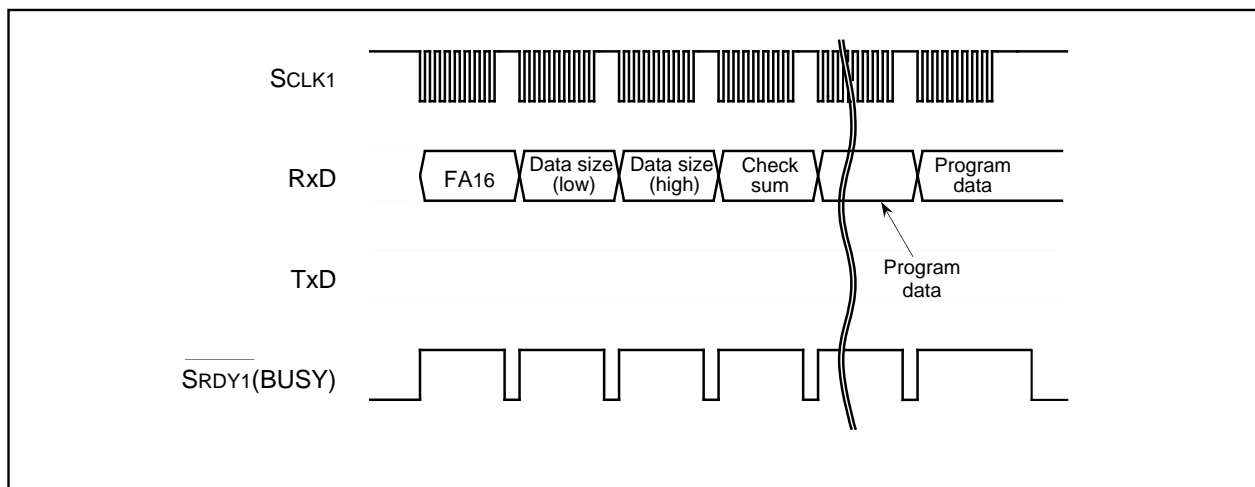 SCLK1
RxD
FA16
Data size
(low)
Data size
(high)
Check
sum
Program
data
Program
data
TxD
SRDY1(BUSY)